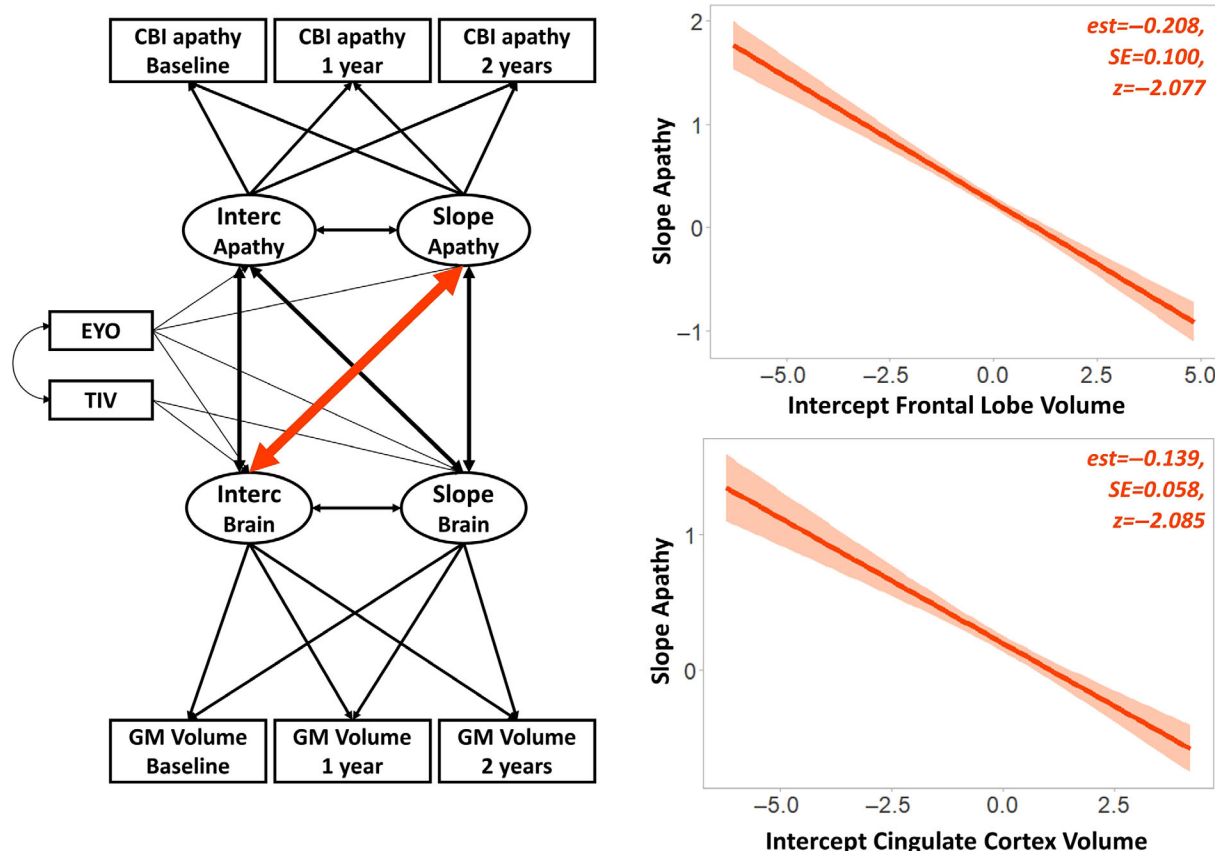 CBI apathy
Baseline
CBI apathy
1 year
CBI apathy
2 years
Interc
Apathy
Slope
Apathy
EYO
TIV
Interc
Brain
Slope
Brain
GM Volume
Baseline
GM Volume
1 year
GM Volume
2 years
est=−0.208,
SE=0.100,
z=−2.077
Slope Apathy
2
1
0
−1
−5.0
−2.5
0.0
2.5
5.0
Intercept Frontal Lobe Volume
est=−0.139,
SE=0.058,
z=−2.085
Slope Apathy
1
0
−5.0
−2.5
0.0
2.5
Intercept Cingulate Cortex Volume